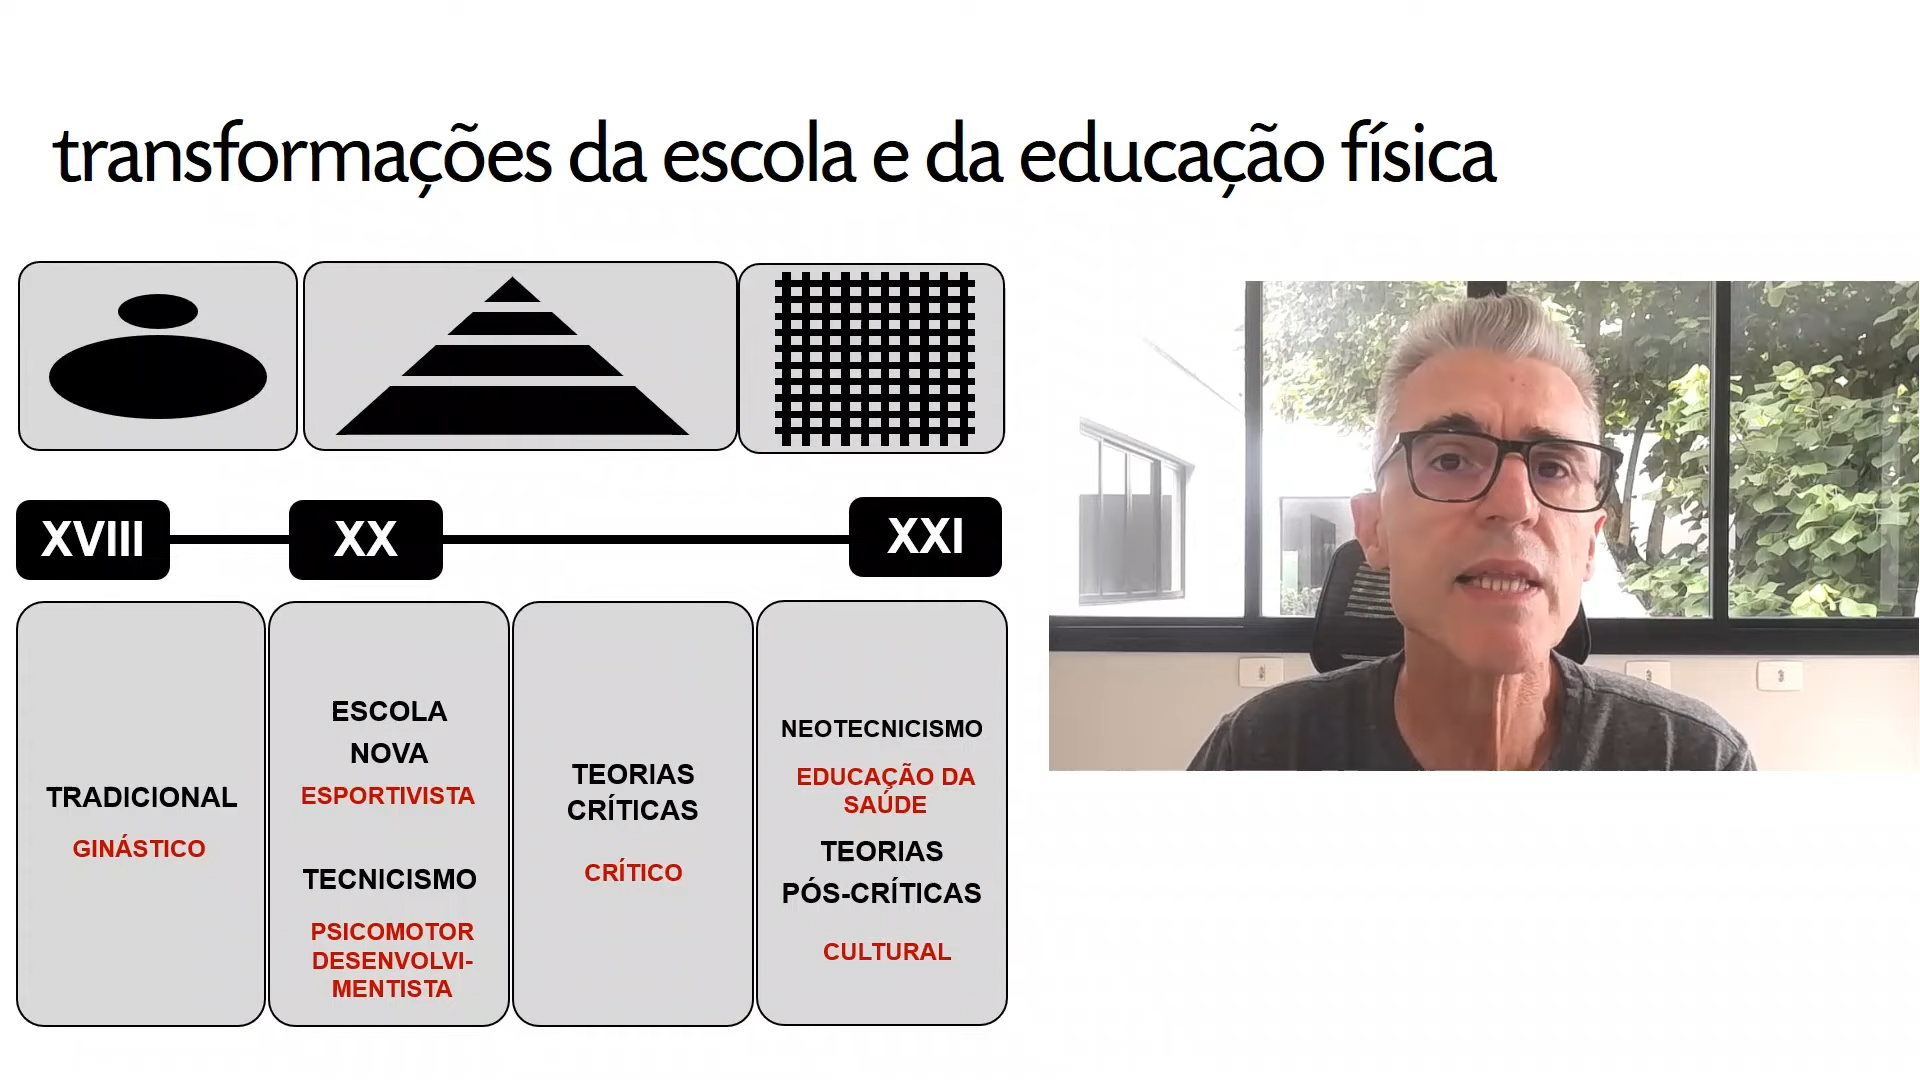 transformações da escola e da educação física
XVIII
XX
XXI
TRADICIONAL
GINÁSTICO
ESCOLA
NOVA
ESPORTIVISTA
TECNICISMO
PSICOMOTOR
DESENVOLVI-
MENTISTA
TEORIAS
CRÍTICAS
CRÍTICO
NEOTECNICISMO
EDUCAÇÃO DA
SAÚDE
TEORIAS
PÓS-CRÍTICAS
CULTURAL